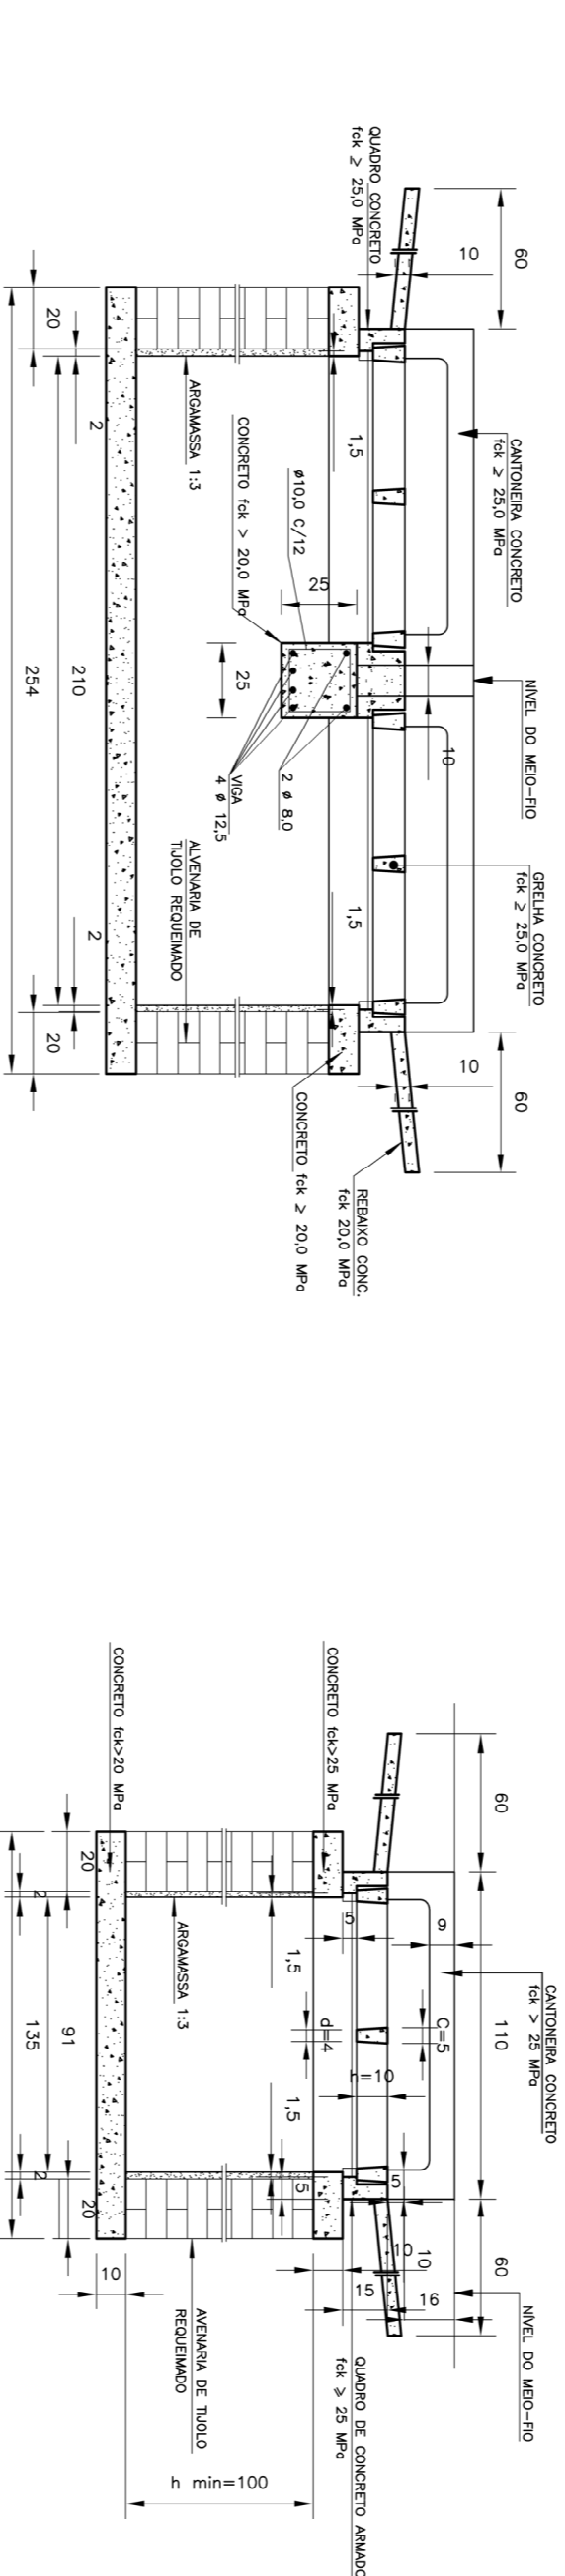 60
10
QUADRO CONCRETO
fck ≥ 25,0 MPa
CANTONEIRA CONCRETO
fck ≥ 25,0 MPa
NÍVEL DO MEIO-FIO
GRELHA CONCRETO
fck ≥ 25,0 MPa
10
60
REBAIXO CONC.
fck 20,0 MPa
1,5
10
1,5
ø10,0 C/12
25
CONCRETO fck > 20,0 MPa
25
2 ø 8,0
VIGA
4 ø 12,5
CONCRETO fck ≥ 20,0 MPa
ARGAMASSA 1:3
ALVENARIA DE
TIJOLO REQUEIMADO
20
2
2
20
210
254
CANTONEIRA CONCRETO
fck > 25 MPa
NÍVEL DO MEIO-FIO
60
110
60
9
C=5
16
10
10
5
h=10
15
5
d=4
5
1,5
1,5
CONCRETO fck>25 MPa
QUADRO DE CONCRETO ARMADO
fck ≥ 25 MPa
CONCRETO fck>20 MPa
ARGAMASSA 1:3
AVENARIA DE TIJOLO
REQUEIMADO
h min=100
10
20
2
91
2
20
135